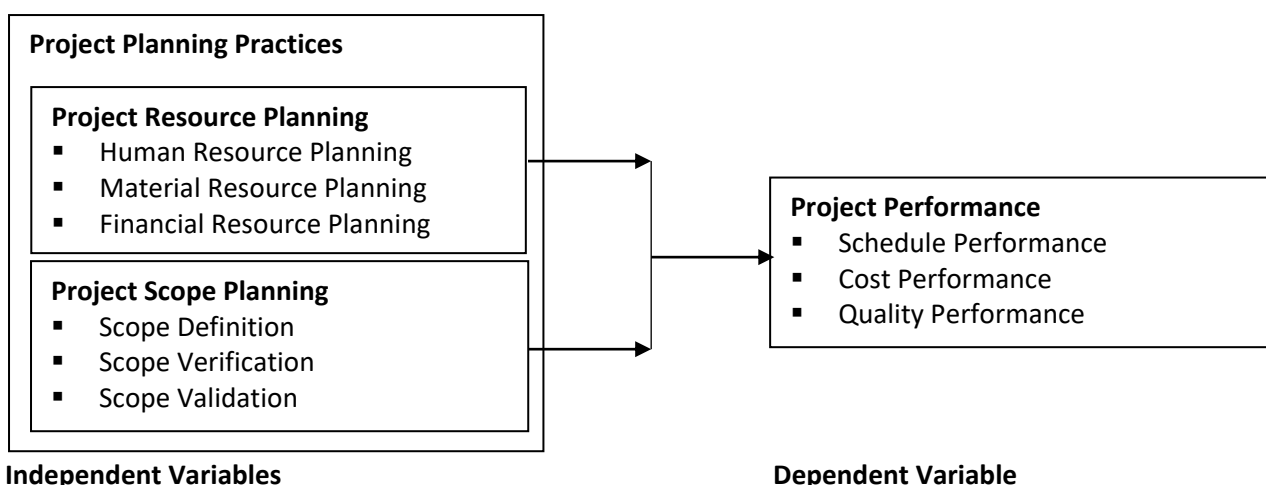 Project Planning Practices
Project Resource Planning
▪ Human Resource Planning
▪ Material Resource Planning
▪ Financial Resource Planning
Project Scope Planning
▪ Scope Definition
▪ Scope Verification
▪ Scope Validation
Project Performance
▪ Schedule Performance
▪ Cost Performance
▪ Quality Performance
Independent Variables
Dependent Variable